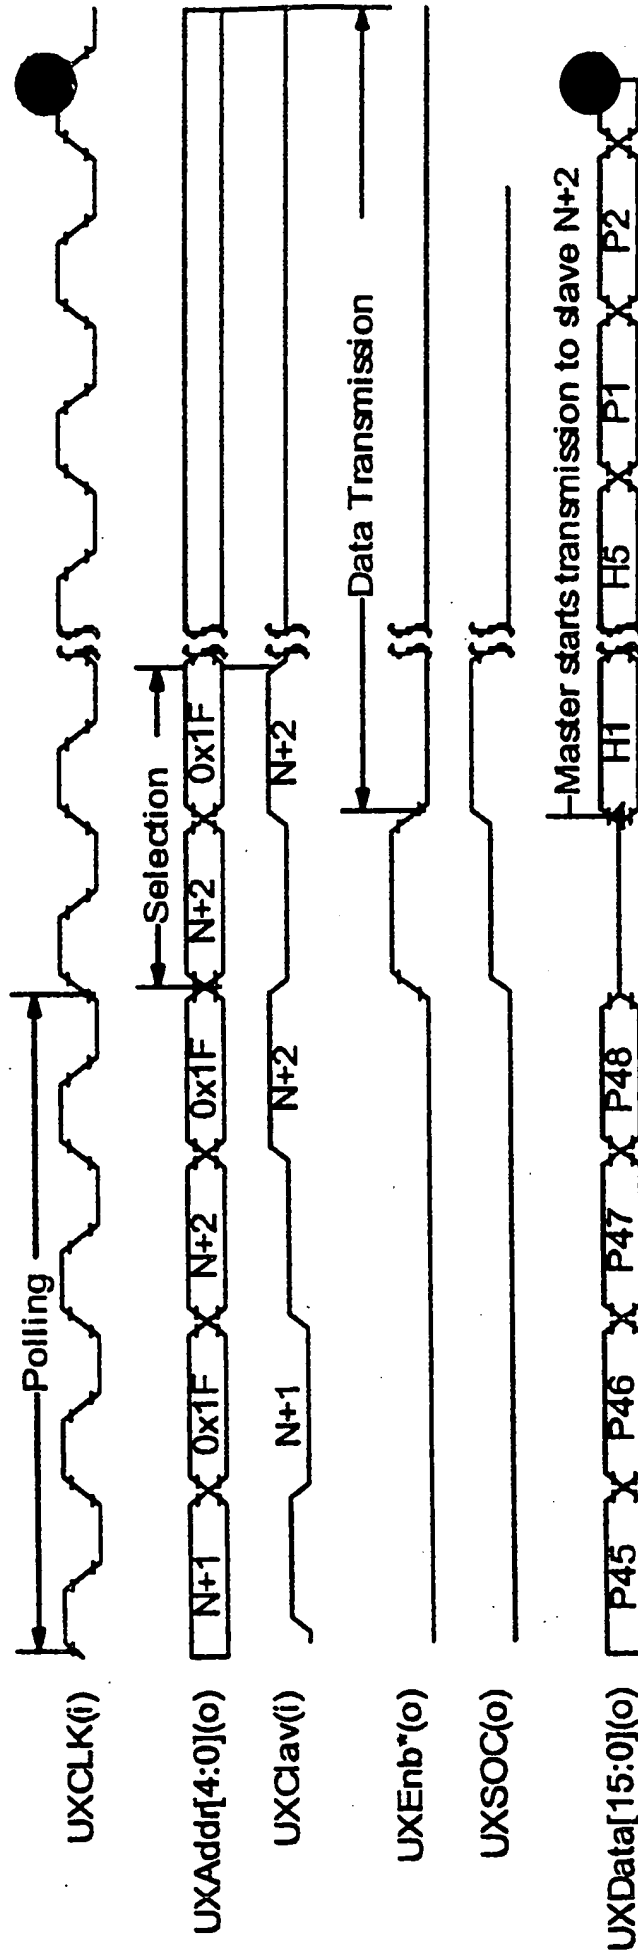 Polling
UXCLK(i)
Selection
UXAddr[4:0](o) N+1 0x1F N+2 0x1F N+2 0x1F
UXClav(i) N+1 N+2 N+2
Data Transmission
UXEnb*(o)
UXSOC(o)
Master starts transmission to slave N+2
UXData[15:0](o) P45 P46 P47 P48 H1 H5 P1 P2